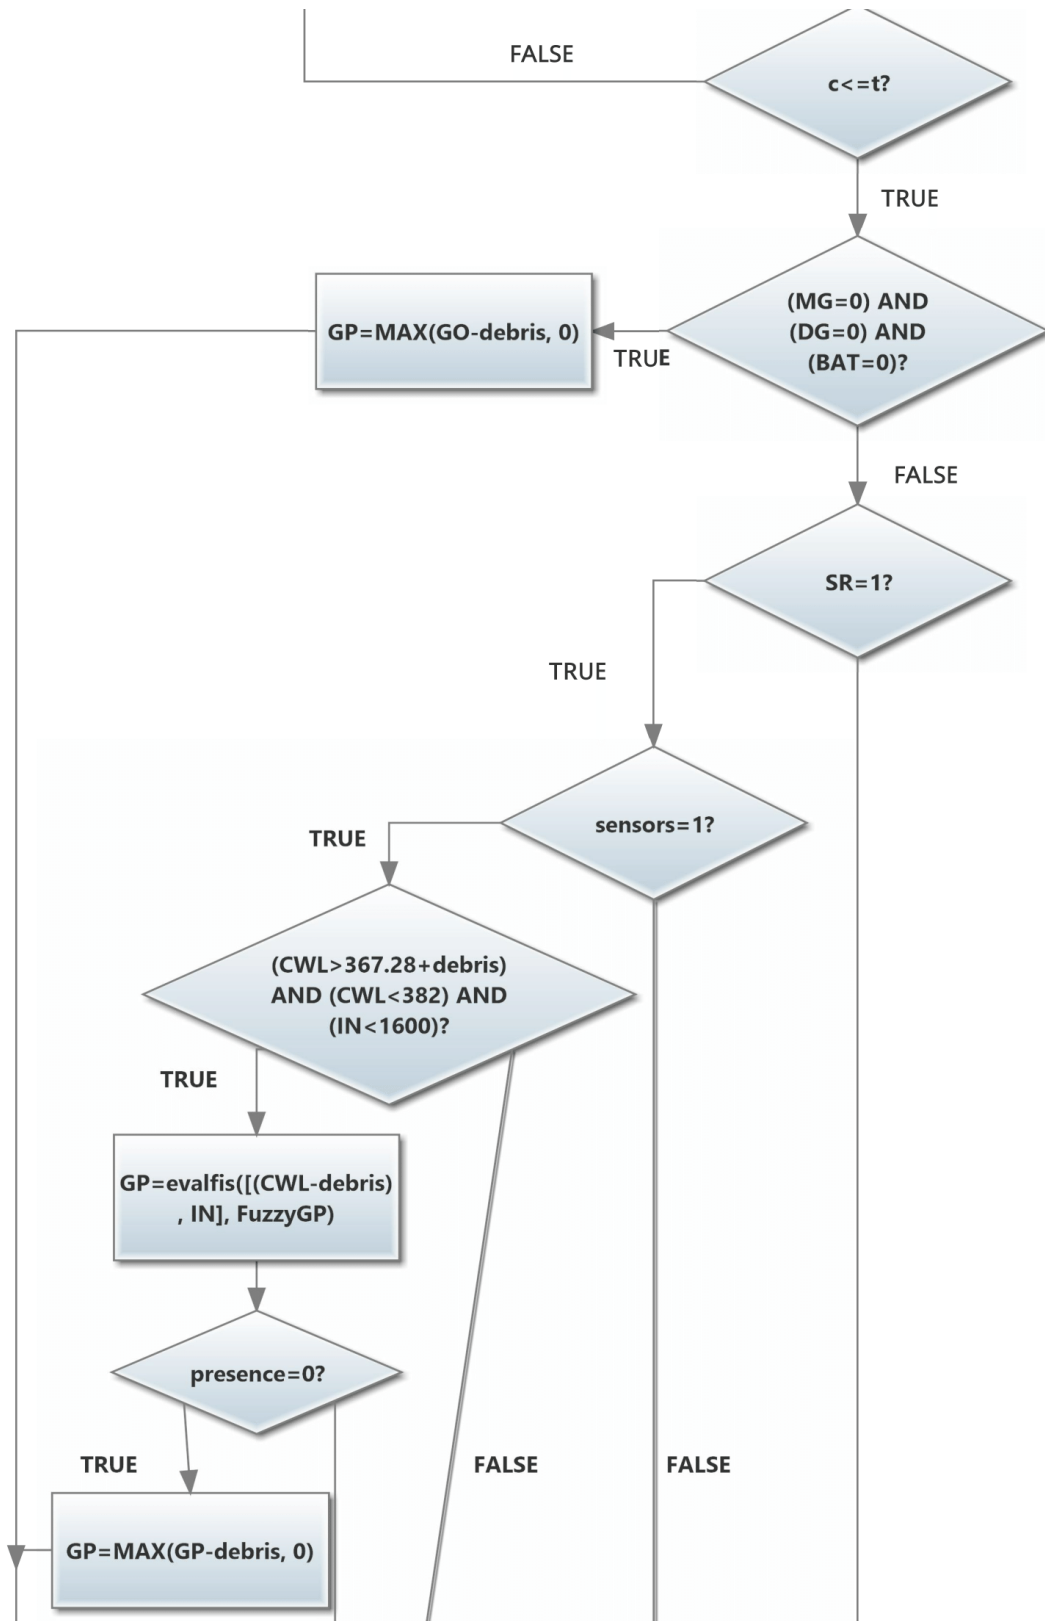 FALSE
c<=t?
TRUE
(MG=0) AND
(DG=0) AND
(BAT=0)?
GP=MAX(GO-debris, 0)
TRUE
FALSE
SR=1?
TRUE
sensors=1?
TRUE
(CWL>367.28+debris)
AND (CWL<382) AND
(IN<1600)?
TRUE
GP=evalfis([(CWL-debris)
, IN], FuzzyGP)
presence=0?
TRUE
FALSE
FALSE
GP=MAX(GP-debris, 0)